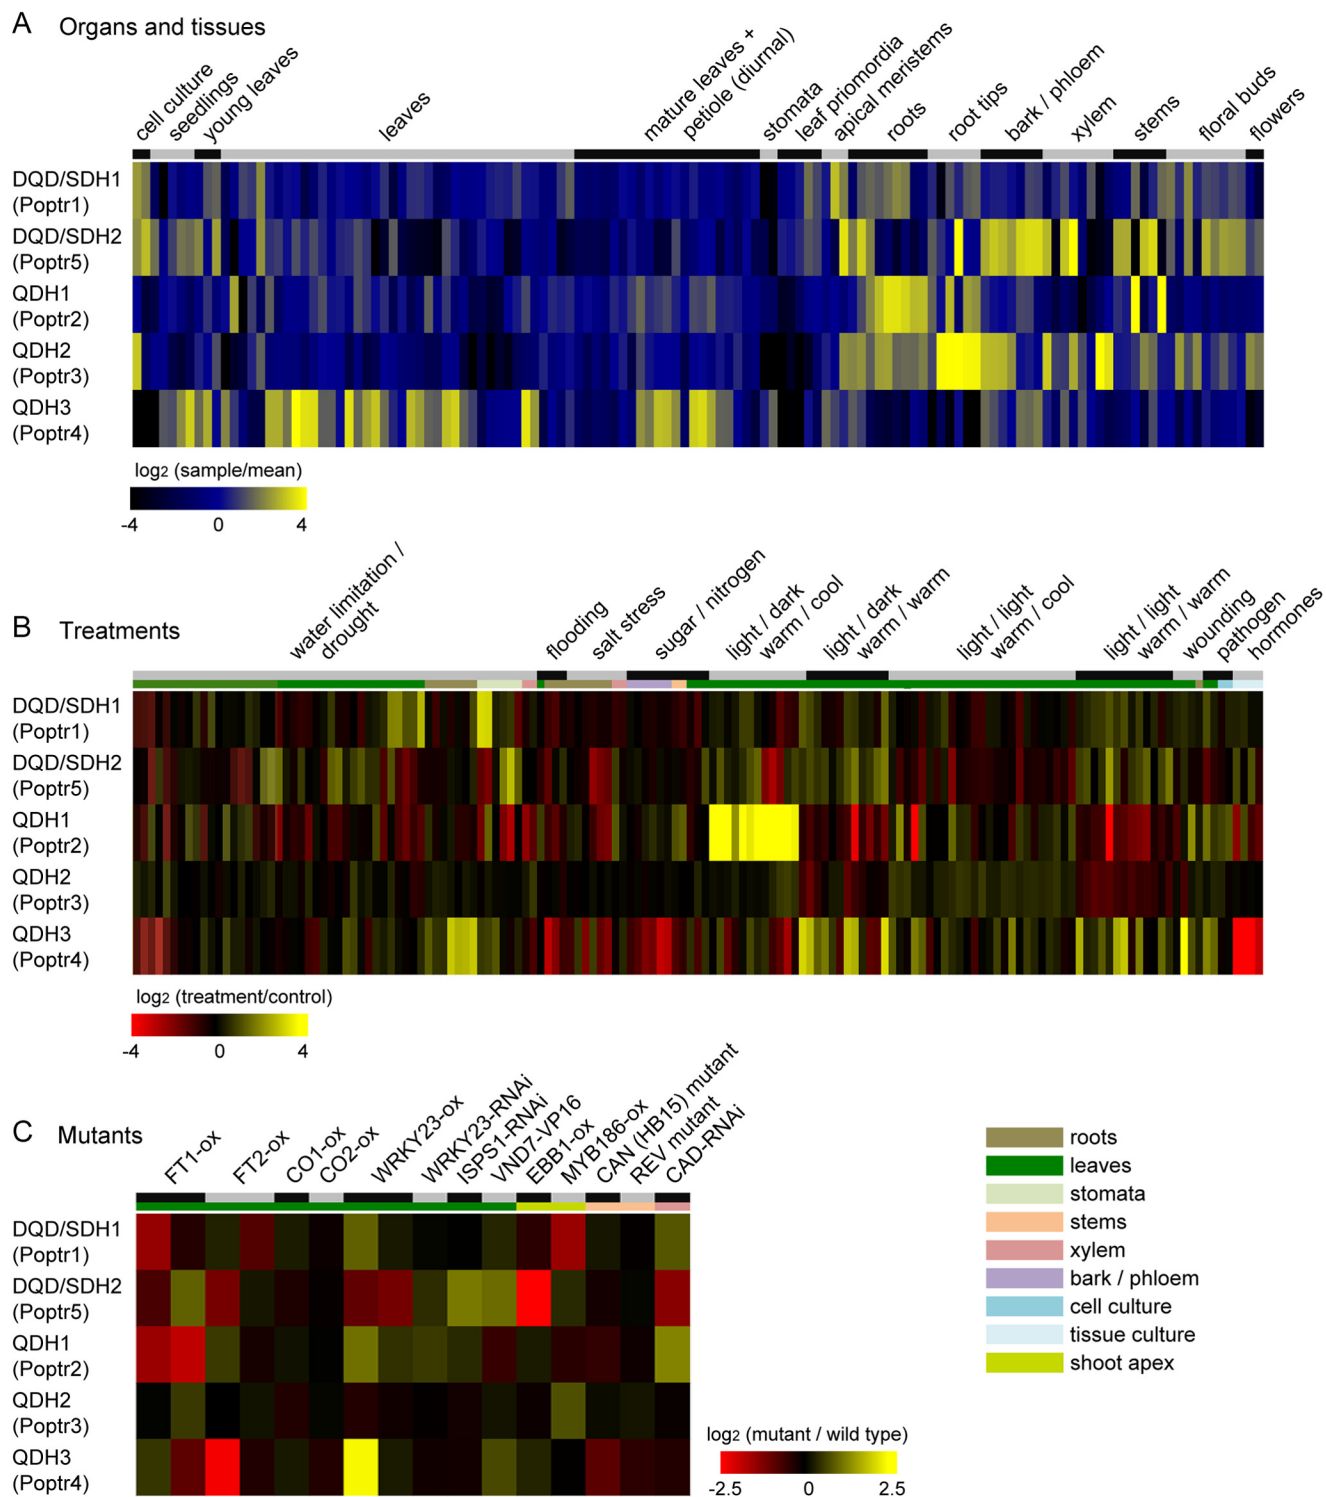 A Organs and tissues
cell culture
seedlings
young leaves
leaves
mature leaves +
petiole (diurnal)
stomata
leaf priomordia
apical meristems
roots
root tips
bark / phloem
xylem
stems
floral buds
flowers
DQD/SDH1
(Poptr1)
DQD/SDH2
(Poptr5)
QDH1
(Poptr2)
QDH2
(Poptr3)
QDH3
(Poptr4)
log2 (sample/mean)
-4 0 4
B Treatments
water limitation /
drought
flooding
salt stress
sugar / nitrogen
light / dark
warm / cool
light / dark
warm / warm
light / light
warm / cool
light / light
warm / warm
wounding
pathogen
hormones
DQD/SDH1
(Poptr1)
DQD/SDH2
(Poptr5)
QDH1
(Poptr2)
QDH2
(Poptr3)
QDH3
(Poptr4)
log2 (treatment/control)
-4 0 4
C Mutants
FT1-ox
FT2-ox
CO1-ox
CO2-ox
WRKY23-ox
WRKY23-RNAi
ISPS1-RNAi
VND7-VP16
EBB1-ox
MYB186-ox
CAN (HB15) mutant
REV mutant
CAD-RNAi
DQD/SDH1
(Poptr1)
DQD/SDH2
(Poptr5)
QDH1
(Poptr2)
QDH2
(Poptr3)
QDH3
(Poptr4)
roots
leaves
stomata
stems
xylem
bark / phloem
cell culture
tissue culture
shoot apex
log2 (mutant / wild type)
-2.5 0 2.5